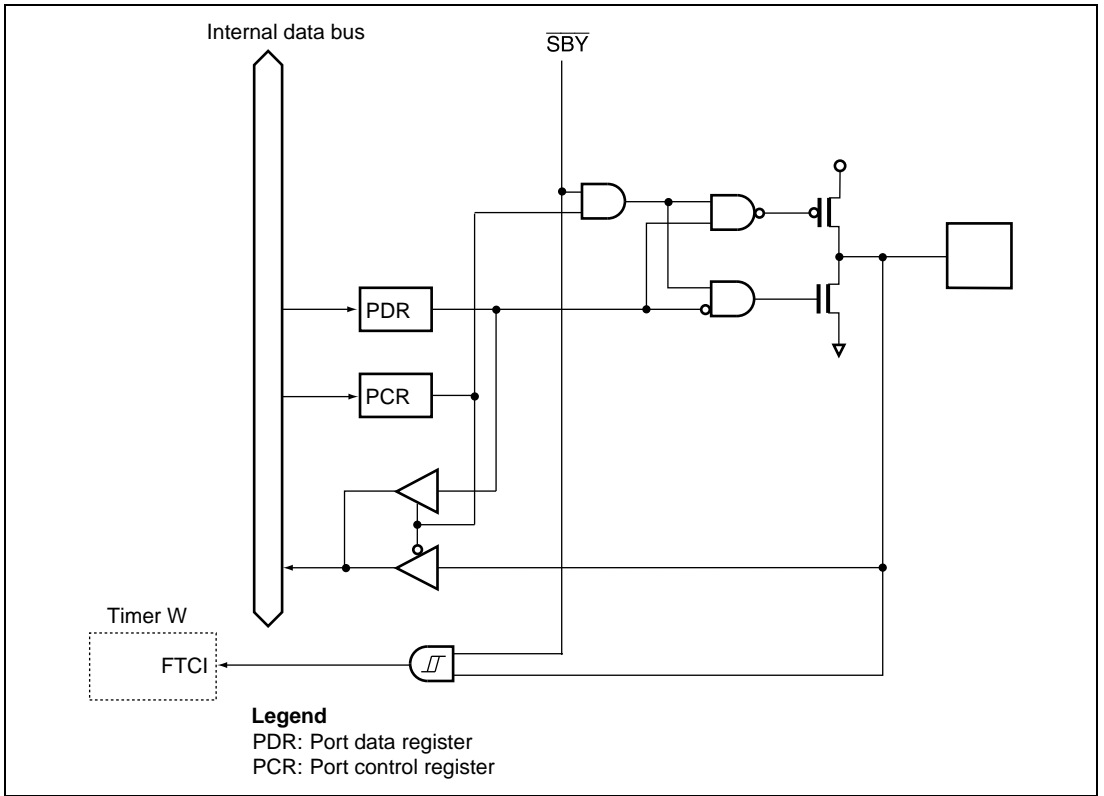 Internal data bus
SBY
PDR
PCR
Timer W
FTCI
Legend
PDR: Port data register
PCR: Port control register